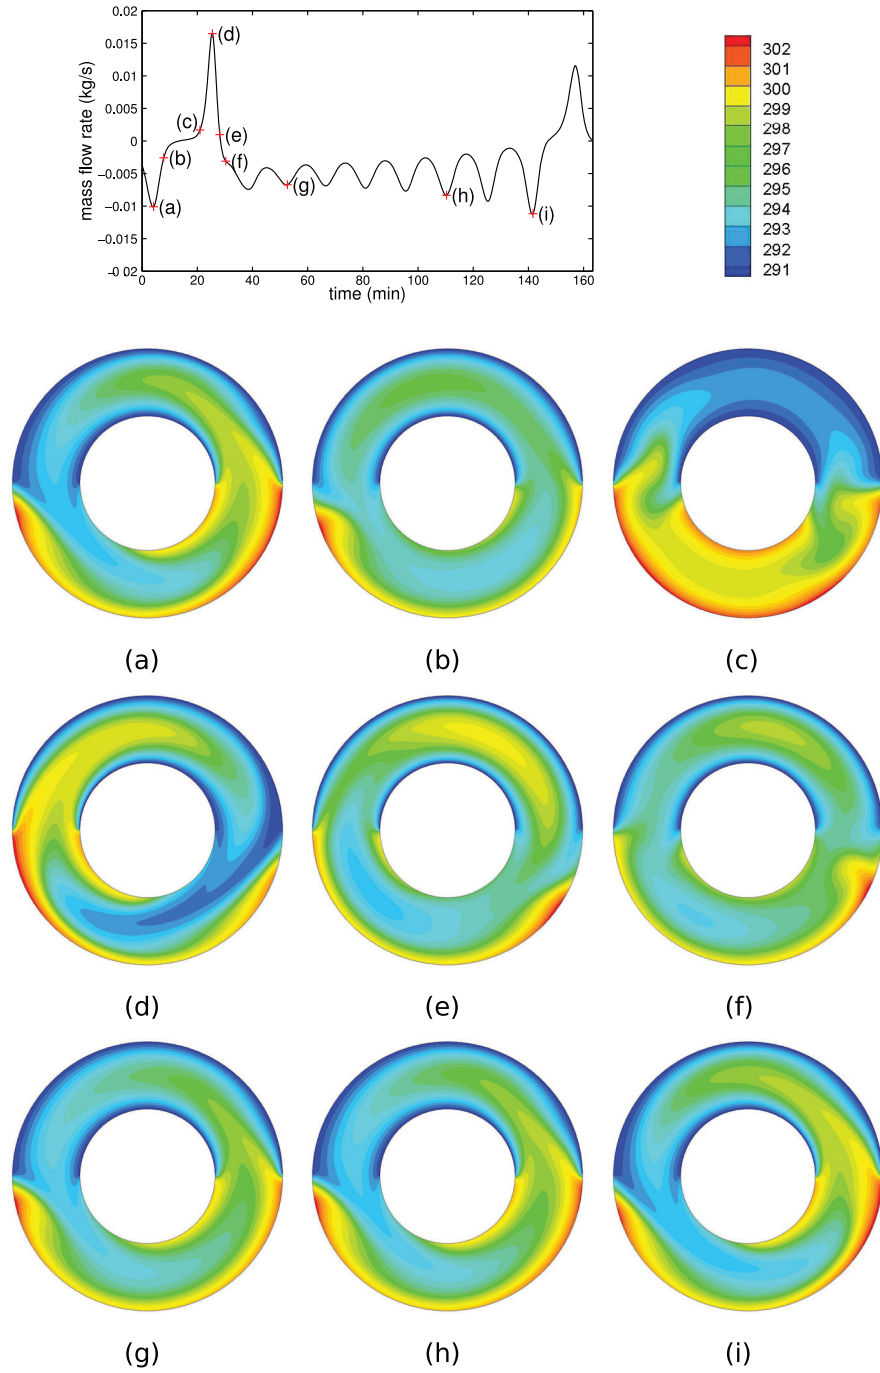 0.02
0.015
0.01
0.005
0
−0.005
−0.01
−0.015
−0.02
mass flow rate (kg/s)
(a)
(b)
(c)
(d)
(e)
(f)
(g)
(h)
(i)
0 20 40 60 80 100 120 140 160
time (min)
302
301
300
299
298
296
295
294
293
292
291
(a) (b) (c)
(d) (e) (f)
(g) (h) (i)